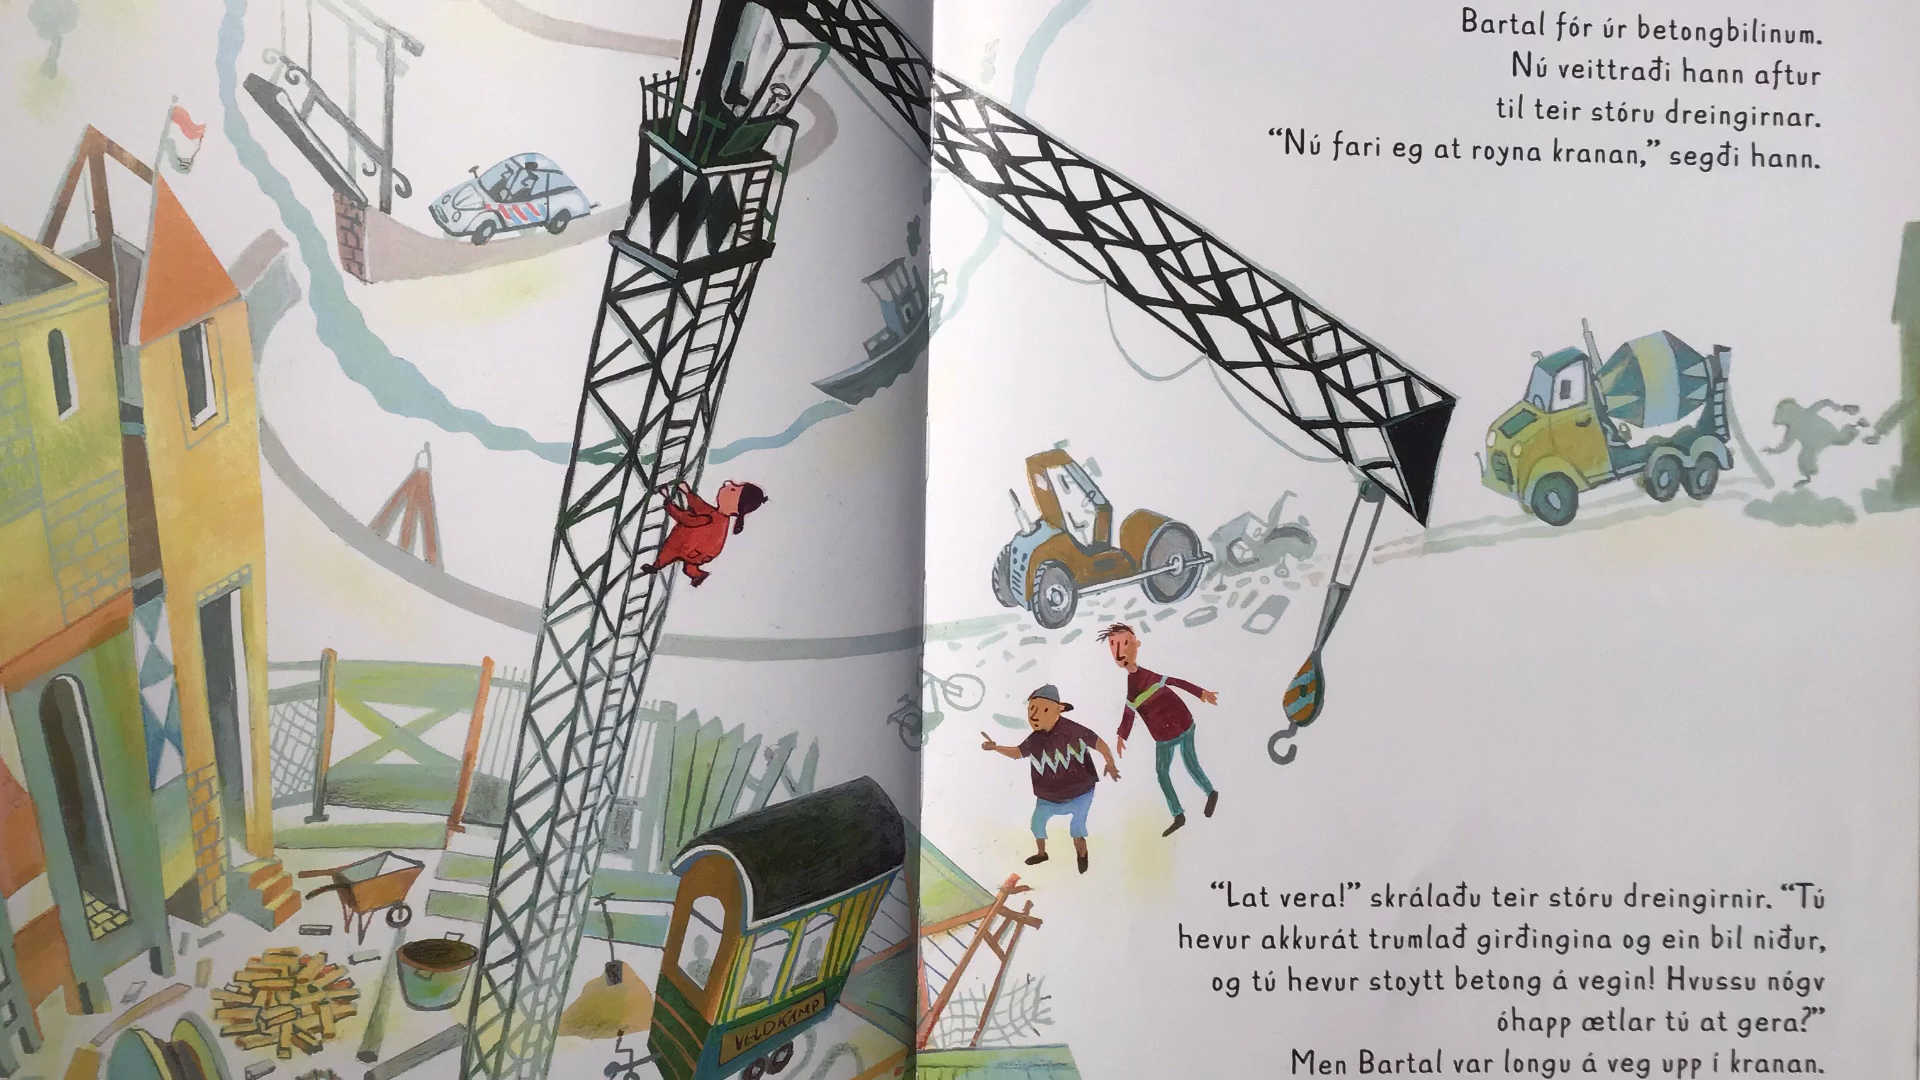 Bartal fór úr betongbilinum.
Nú veittraði hann aftur
til teir stóru dreingirnar.
“Nú fari eg at royna kranan,” segði hann.
VELDKAMP
“Lat vera!” skrálaðu teir stóru dreingirnir. “Tú
hevur akkurát trumlað girðingina og ein bil niður,
og tú hevur stoytt betong á vegin! Hvussu nógv
óhapp ætlar tú at gera?”
Men Bartal var longu á veg upp í kranan.